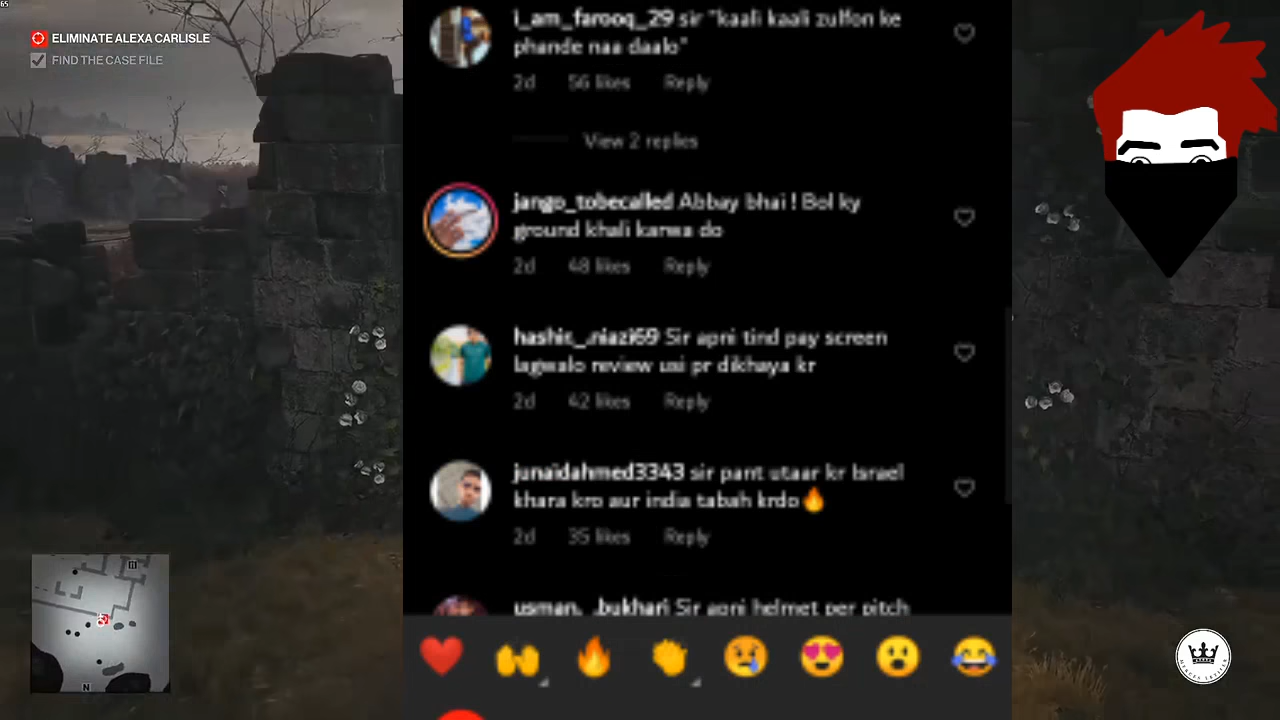 65
ELIMINATE ALEXA CARLISLE
FIND THE CASE FILE
i_am_farooq_29 sir "kaali kaali zulfon ke
phande naa daalo"
2d 56 likes Reply
View 2 replies
jango_tobecalled Abbay bhai ! Bol ky
ground khali karwa do
2d 48 likes Reply
Sir apni tind pay screen
lagwalo review usi pr dikhaya kr
2d 42 likes Reply
junaidahmed3343 sir pant utaar kr Israel
khara kro aur india tabah krdo🔥
2d 35 likes Reply
Sir apni helmet per pitch
N